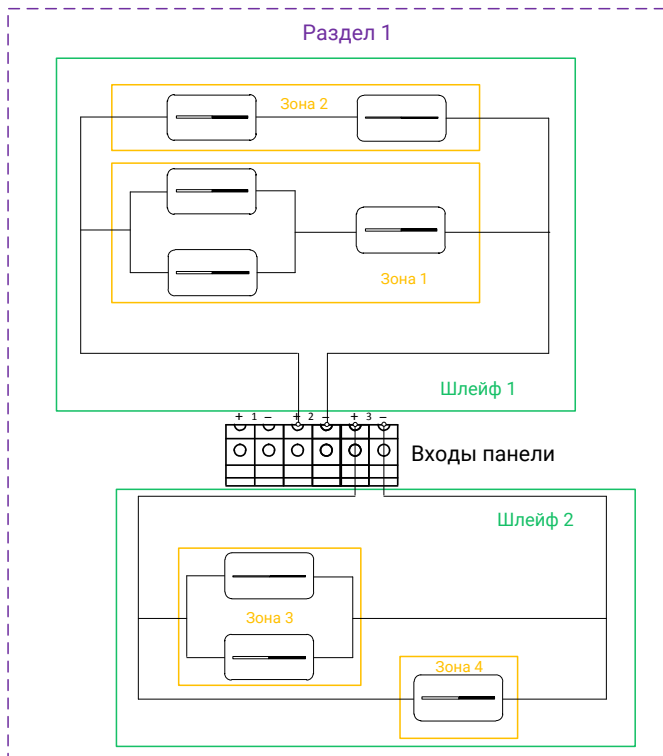 Раздел 1
Зона 2
Зона 1
Шлейф 1
+ 1 − + 2 − + 3 −
Входы панели
Шлейф 2
Зона 3
Зона 4